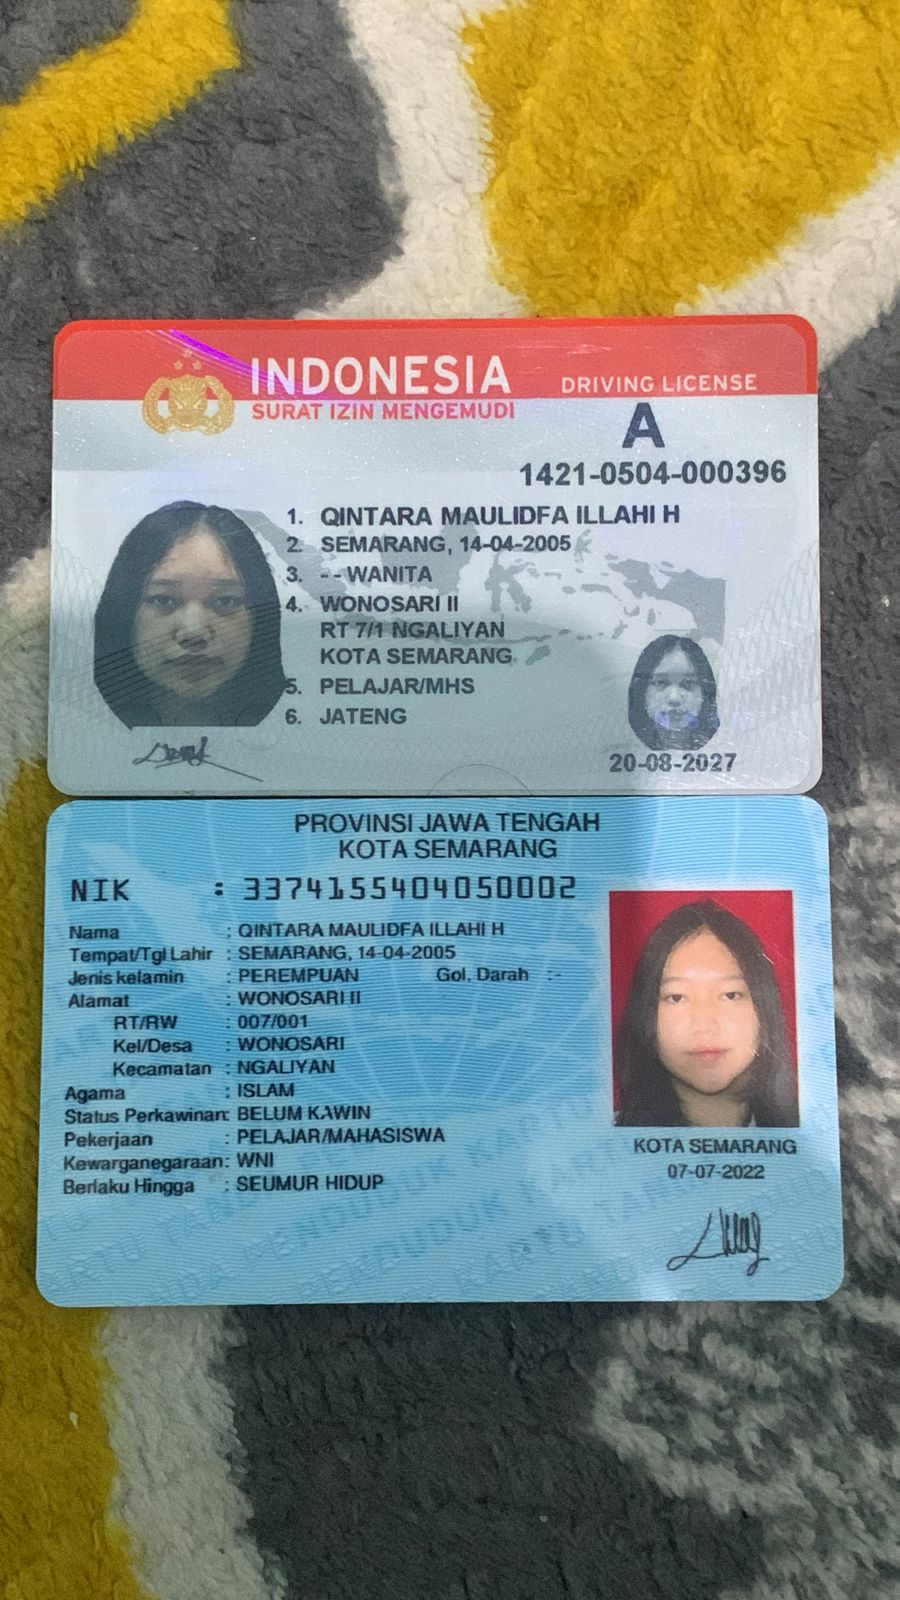 INDONESIA
DRIVING LICENSE
SURAT IZIN MENGEMUDI
A
1421-0504-000396
1. QINTARA MAULIDFA ILLAHI H
2. SEMARANG, 14-04-2005
3. - - WANITA
4. WONOSARI II
RT 7/1 NGALIYAN
KOTA SEMARANG
5. PELAJAR/MHS
6. JATENG
20-08-2027
PROVINSI JAWA TENGAH
KOTA SEMARANG
NIK : 3374155404050002
Nama : QINTARA MAULIDFA ILLAHI H
Tempat/Tgl Lahir : SEMARANG, 14-04-2005
Jenis kelamin : PEREMPUAN Gol. Darah :-
Alamat : WONOSARI II
RT/RW : 007/001
Kel/Desa : WONOSARI
Kecamatan : NGALIYAN
Agama : ISLAM
Status Perkawinan: BELUM KAWIN
Pekerjaan : PELAJAR/MAHASISWA
Kewarganegaraan: WNI
Berlaku Hingga : SEUMUR HIDUP
KOTA SEMARANG
07-07-2022